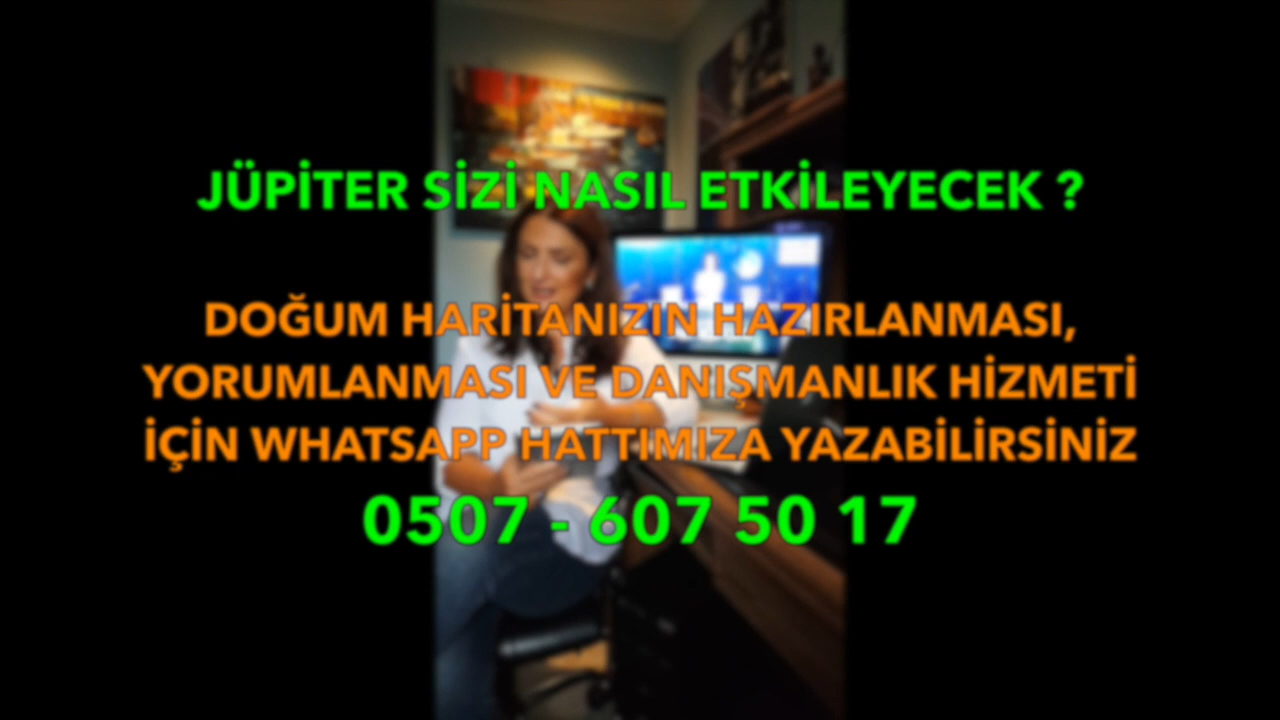 JÜPİTER SİZİ NASIL ETKİLEYECEK ?
DOĞUM HARİTANIZIN HAZIRLANMASI,
YORUMLANMASI VE DANIŞMANLIK HİZMETİ
İÇİN WHATSAPP HATTIMIZA YAZABİLİRSİNİZ
0507 - 607 50 17